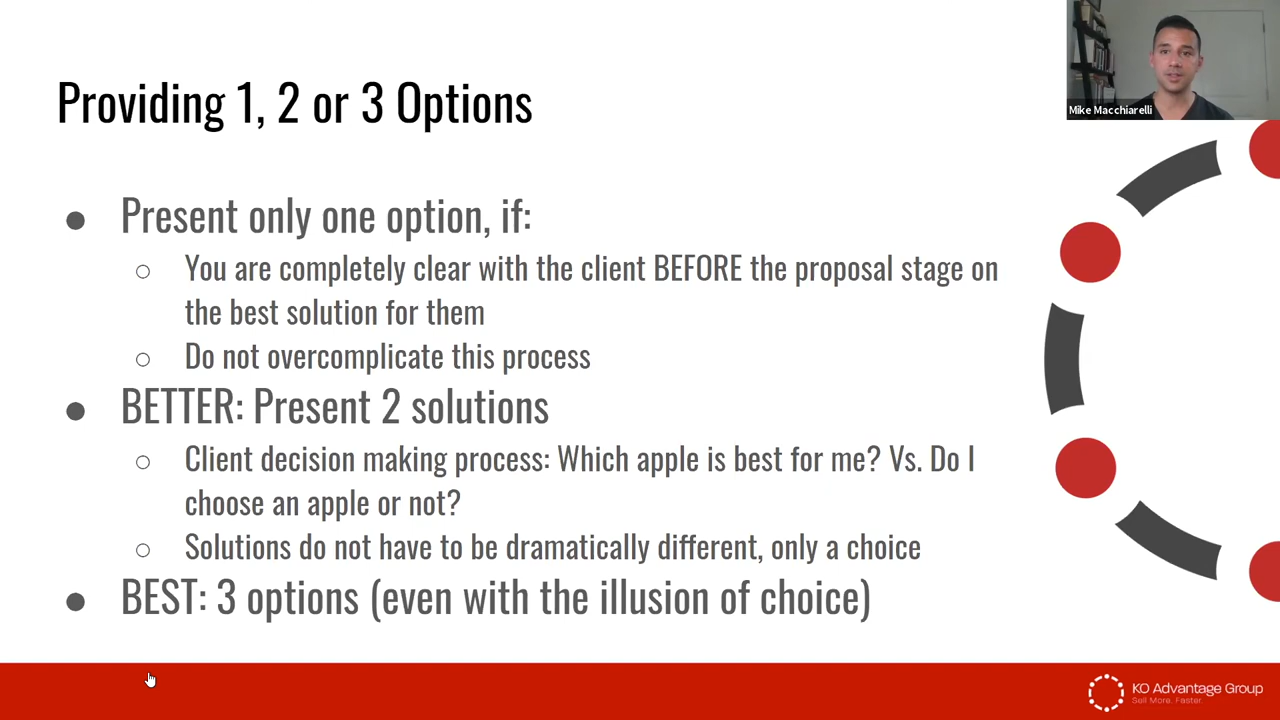 Mike Macchiarelli
Providing 1, 2 or 3 Options
● Present only one option, if:
○ You are completely clear with the client BEFORE the proposal stage on
the best solution for them
○ Do not overcomplicate this process
● BETTER: Present 2 solutions
○ Client decision making process: Which apple is best for me? Vs. Do I
choose an apple or not?
○ Solutions do not have to be dramatically different, only a choice
● BEST: 3 options (even with the illusion of choice)
KO Advantage Group
Sell More. Faster.